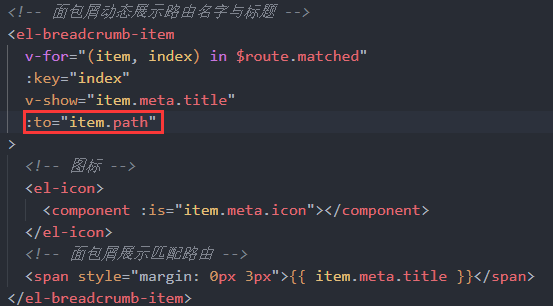 <!-- 面包屑动态展示路由名字与标题 -->
<el-breadcrumb-item
v-for="(item, index) in $route.matched"
:key="index"
v-show="item.meta.title"
:to="item.path"
>
<!-- 图标 -->
<el-icon>
<component :is="item.meta.icon"></component>
</el-icon>
<!-- 面包屑展示匹配路由 -->
<span style="margin: 0px 3px">{{ item.meta.title }}</span>
</el-breadcrumb-item>